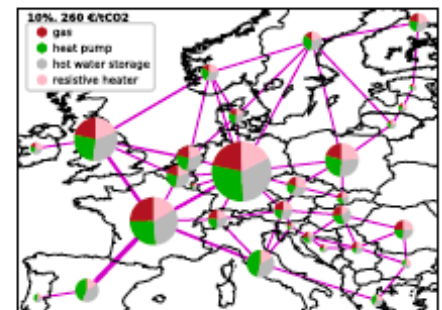 10%, 260 €/tCO2
gas
heat pump
hot water storage
resistive heater